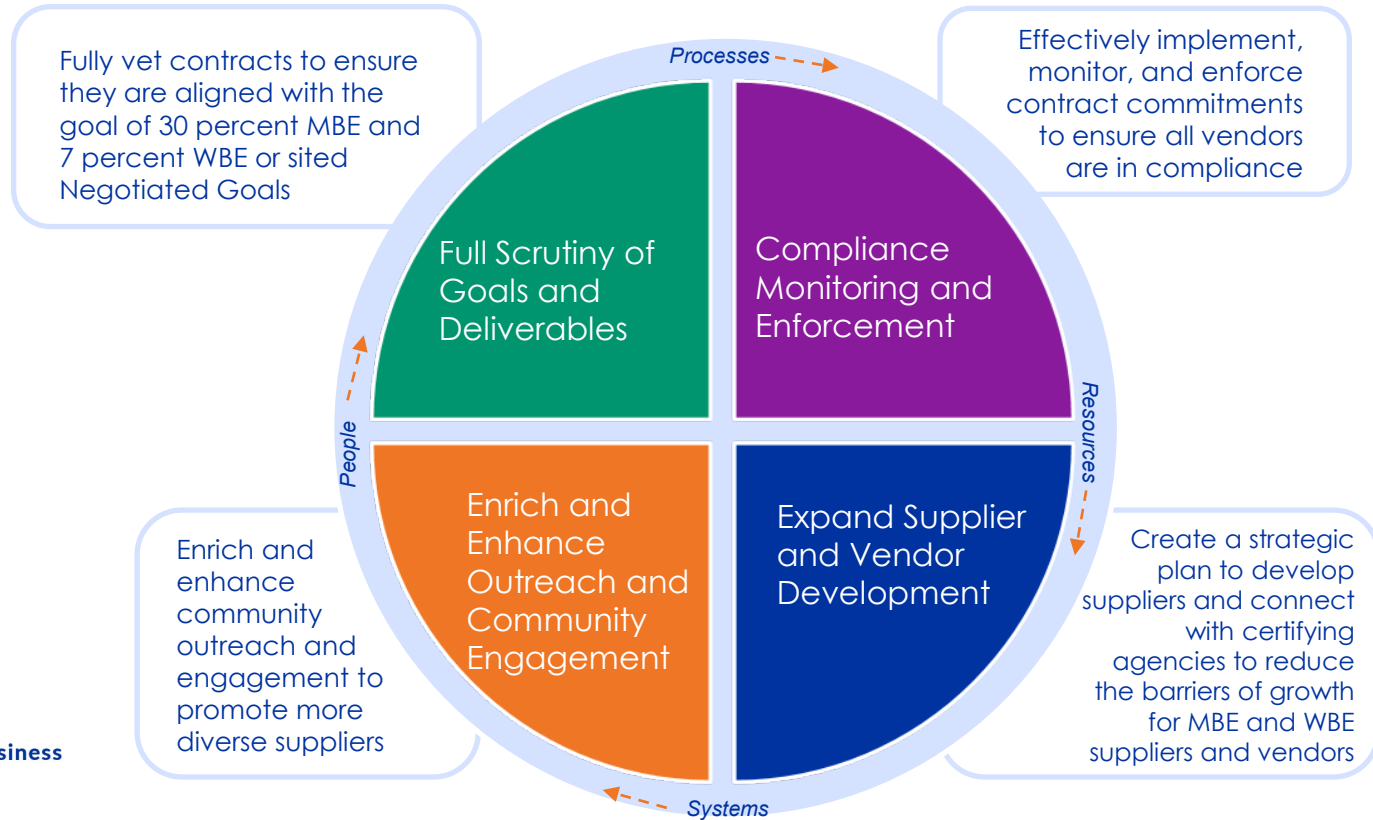 Fully vet contracts to ensure
they are aligned with the
goal of 30 percent MBE and
7 percent WBE or sited
Negotiated Goals
Processes
Effectively implement,
monitor, and enforce
contract commitments
to ensure all vendors
are in compliance
Full Scrutiny of
Goals and
Deliverables
Compliance
Monitoring and
Enforcement
People
Resources
Enrich and
enhance
community
outreach and
engagement to
promote more
diverse suppliers
Enrich and
Enhance
Outreach and
Community
Engagement
Expand Supplier
and Vendor
Development
Create a strategic
plan to develop
suppliers and connect
with certifying
agencies to reduce
the barriers of growth
for MBE and WBE
suppliers and vendors
siness
Systems